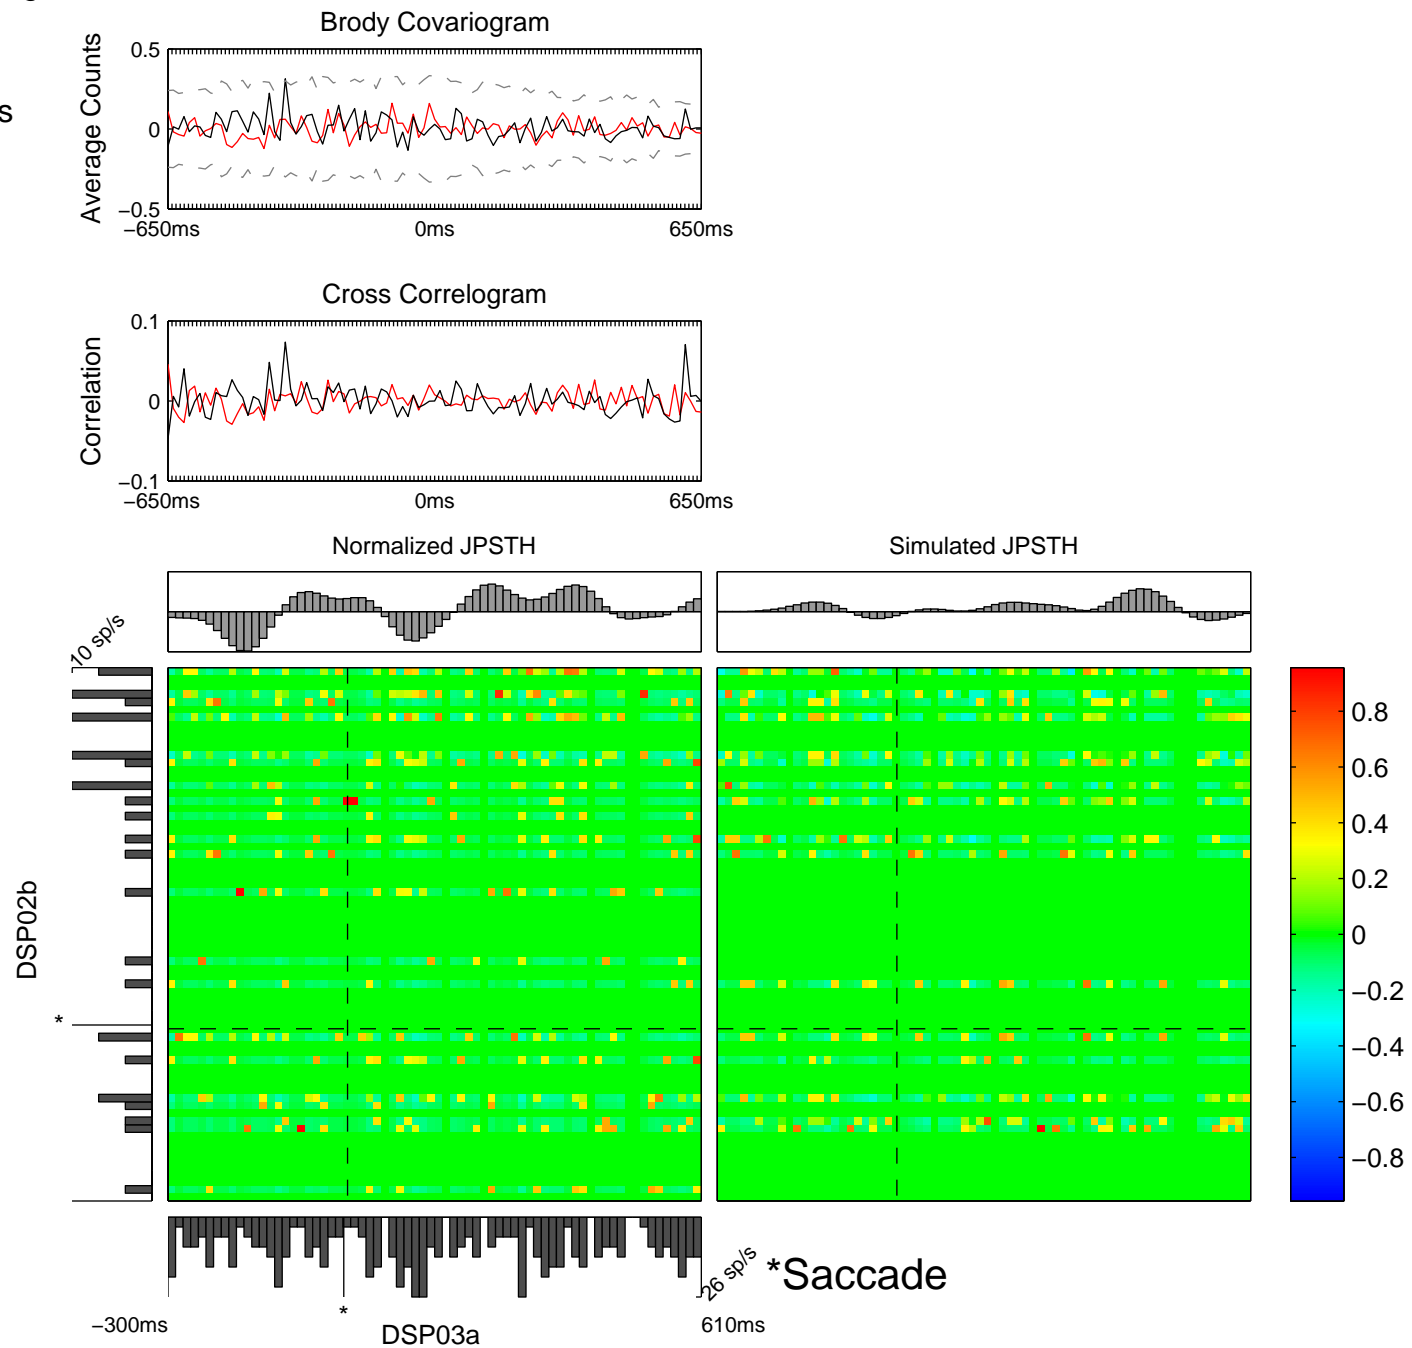 Brody Covariogram
0.5
0
−0.5
Average Counts
s
−650ms 0ms 650ms
Cross Correlogram
0.1
0
−0.1
Correlation
−650ms 0ms 650ms
Normalized JPSTH Simulated JPSTH
10 sp/s
DSP02b
*
0.8
0.6
0.4
0.2
0
−0.2
−0.4
−0.6
−0.8
26 sp/s
*Saccade
*
−300ms DSP03a 610ms